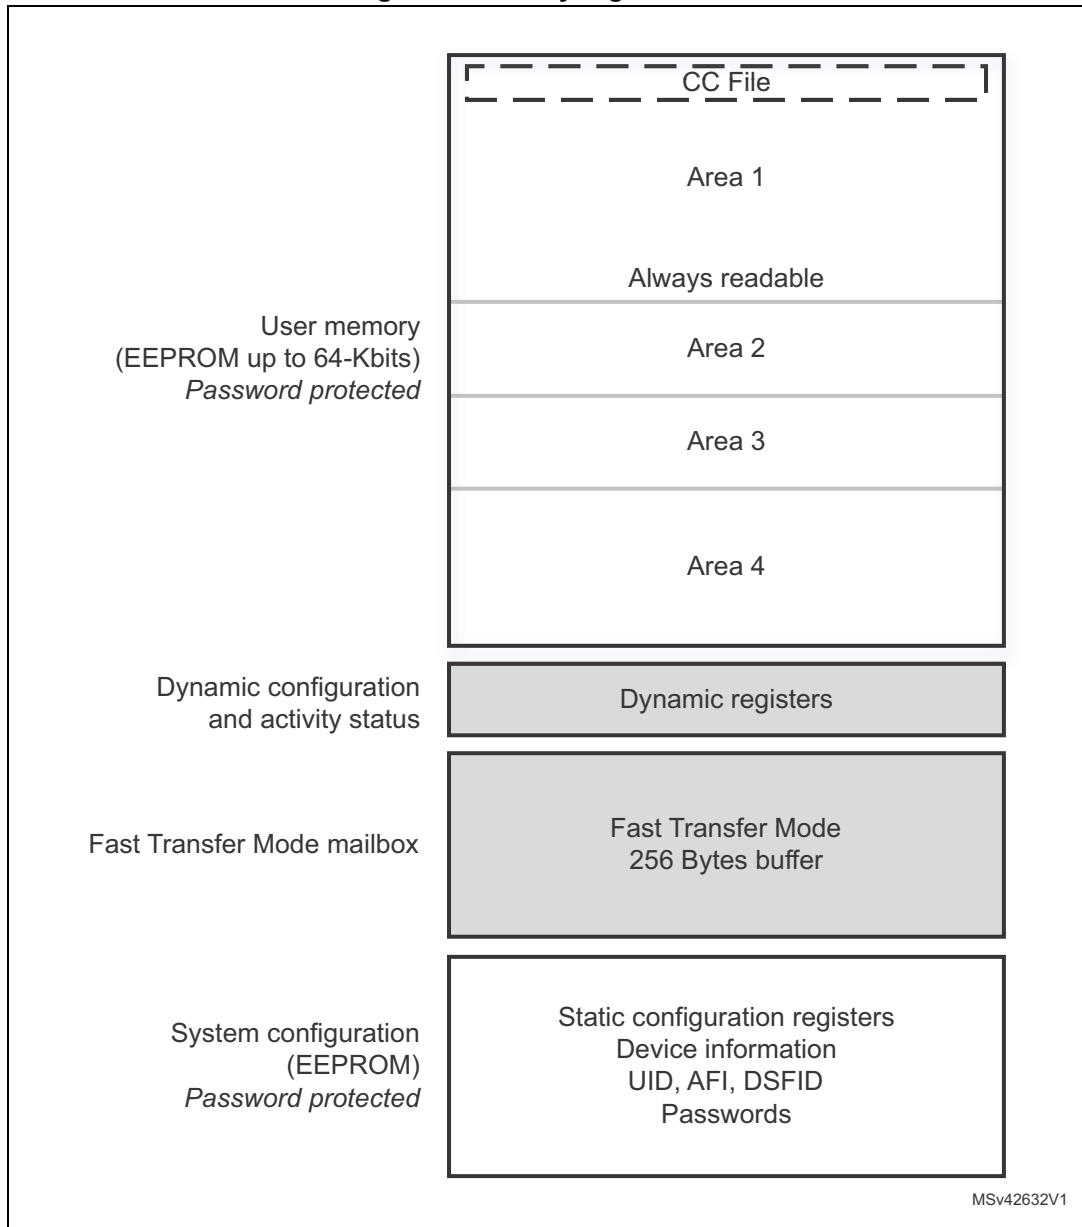 CC File
Area 1
Always readable
User memory
(EEPROM up to 64-Kbits)
Password protected
Area 2
Area 3
Area 4
Dynamic configuration
and activity status
Dynamic registers
Fast Transfer Mode mailbox
Fast Transfer Mode
256 Bytes buffer
System configuration
(EEPROM)
Password protected
Static configuration registers
Device information
UID, AFI, DSFID
Passwords
MSv42632V1